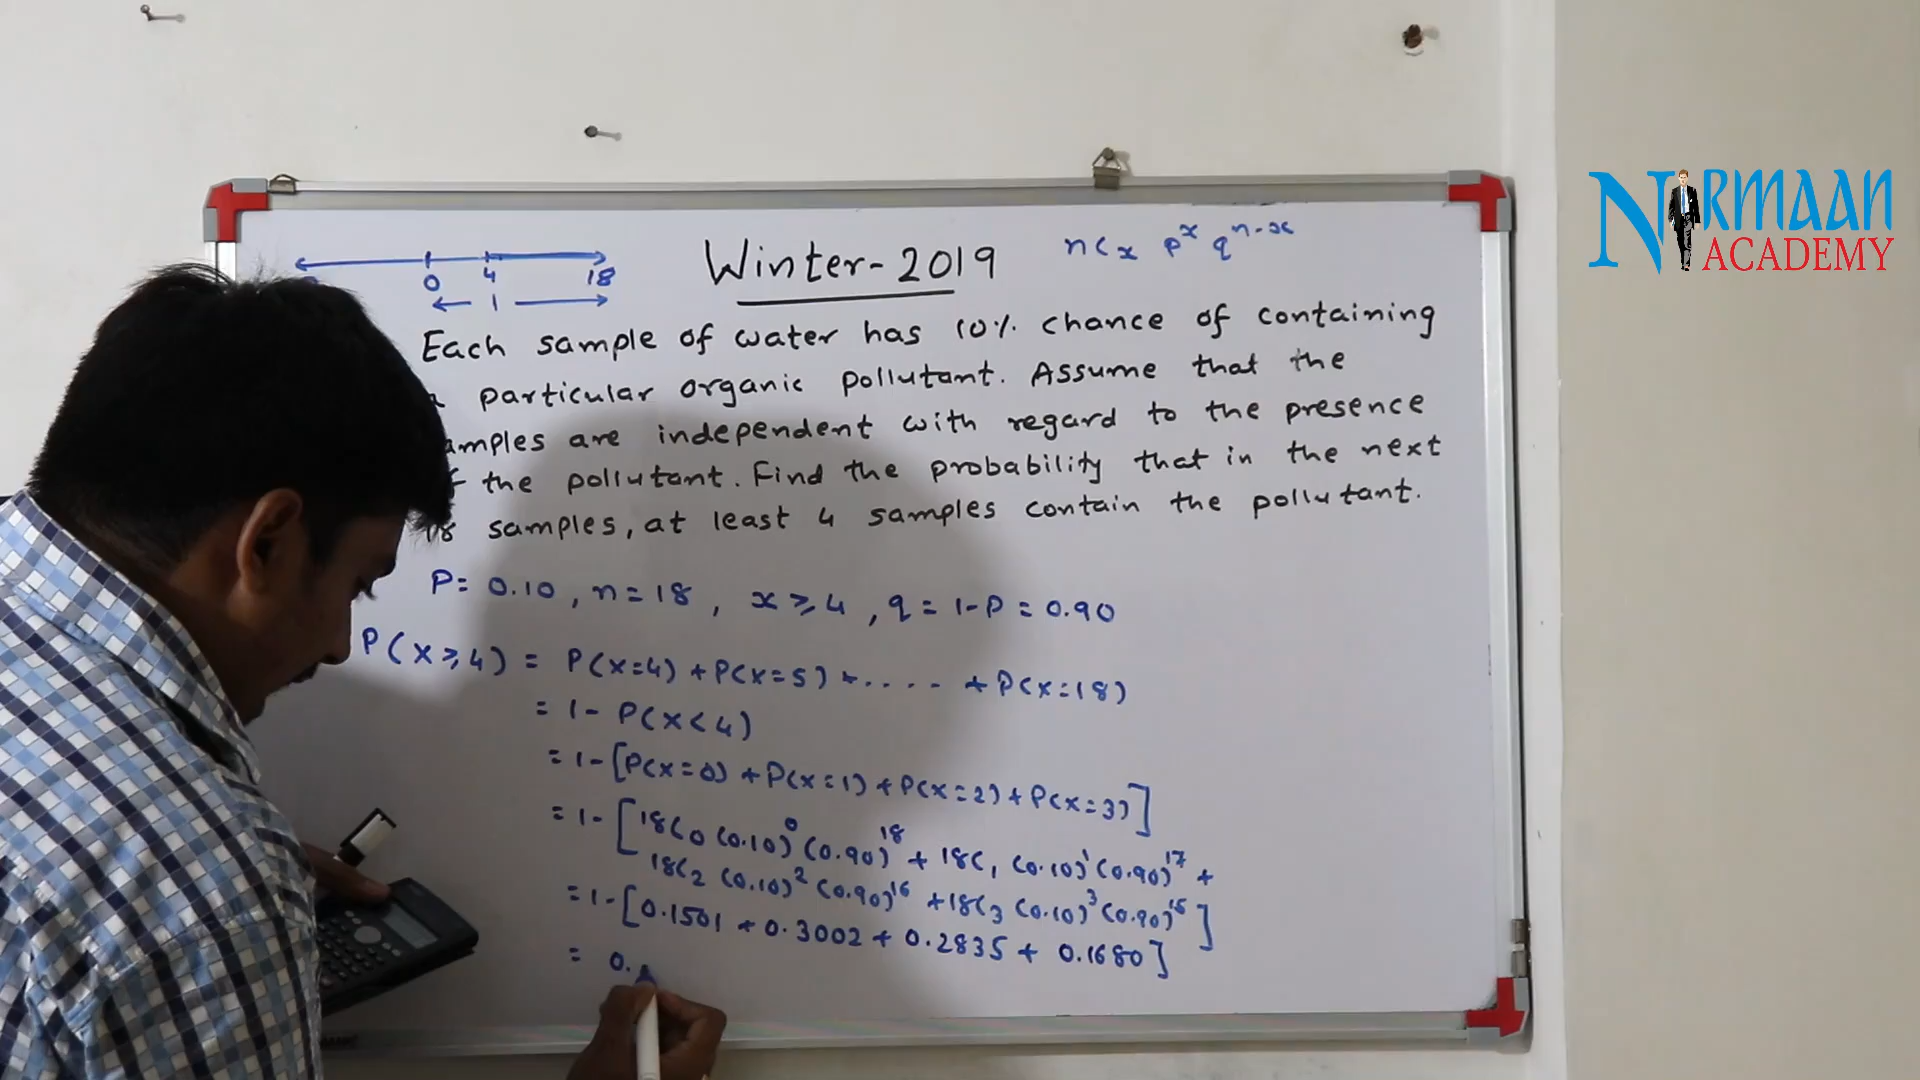 NIRMAAN
ACADEMY
0 4 18
1
Winter-2019
nCx p^x q^n-x
Each sample of water has 10% chance of containing
particular organic pollutant. Assume that the
amples are independent with regard to the presence
the pollutant. Find the probability that in the next
18 samples, at least 4 samples contain the pollutant.
P = 0.10, n = 18, x ≥ 4, q = 1-P = 0.90
P(X≥4) = P(X=4) + P(X=5) + .... + P(X=18)
= 1 - P(X<4)
= 1 - [P(X=0) + P(X=1) + P(X=2) + P(X=3)]
= 1 - [18C0 (0.10)^0 (0.90)^18 + 18C1 (0.10)^1 (0.90)^17 +
18C2 (0.10)^2 (0.90)^16 + 18C3 (0.10)^3 (0.90)^15]
= 1 - [0.1501 + 0.3002 + 0.2835 + 0.1680]
= 0.